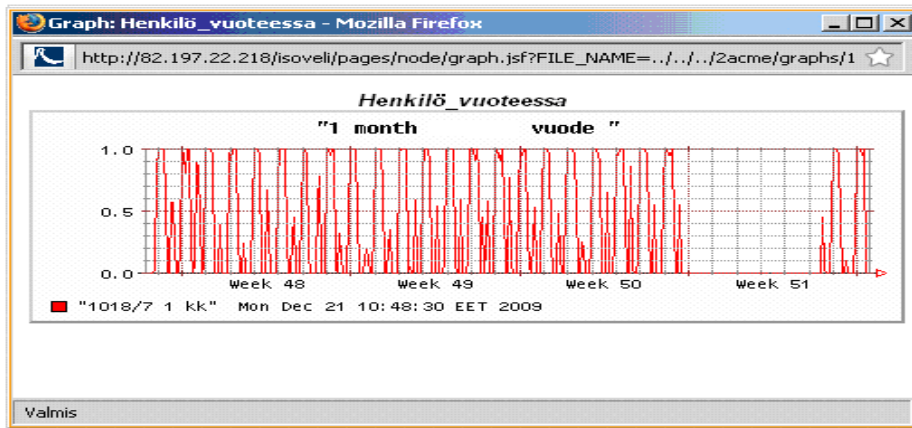 Graph: Henkilö_vuoteessa - Mozilla Firefox
http://82.197.22.218/isoveli/pages/node/graph.jsf?FILE_NAME=../../../2acme/graphs/1
Henkilö_vuoteessa
"1 month vuode "
1.0
0.5
0.0
Week 48 Week 49 Week 50 Week 51
"1018/7 1 kk" Mon Dec 21 10:48:30 EET 2009
Valmis